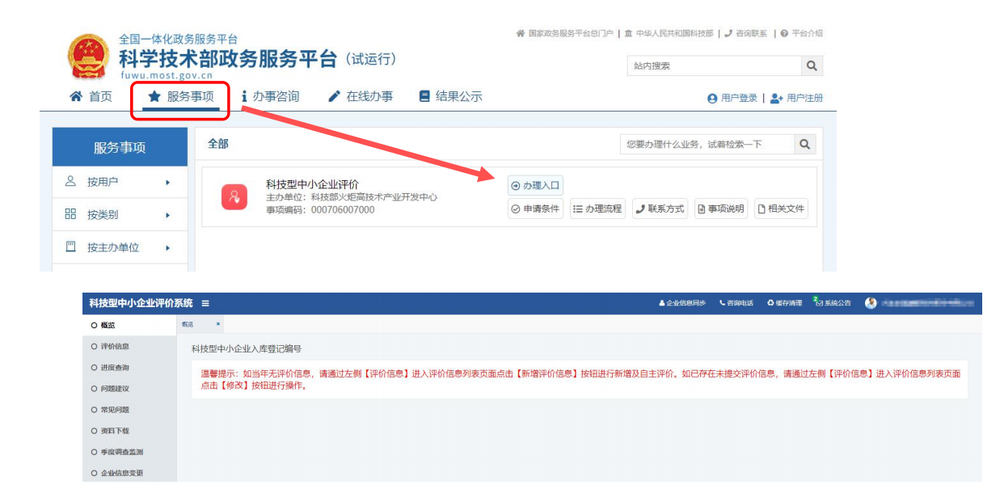 全国一体化政务服务平台
国家政务服务平台总门户 | 中华人民共和国科技部 | 咨询联系 | 平台介绍
科学技术部政务服务平台（试运行）
fuwu.most.gov.cn
站内搜索
首页 服务事项 办事咨询 在线办事 结果公示 用户登录 | 用户注册
服务事项 全部 您要办理什么业务，试着检索一下
按用户
按类别
按主办单位
科技型中小企业评价
主办单位：科技部火炬高技术产业开发中心
事项编码：000706007000
办理入口
申请条件 办理流程 联系方式 事项说明 相关文件
科技型中小企业评价系统 企业信息同步 咨询电话 缓存清理 2 系统公告
概览 概览 ×
评价信息
进度查询
问题建议
常见问题
资料下载
季度调查监测
企业信息变更
科技型中小企业入库登记编号
温馨提示：如当年无评价信息，请通过左侧【评价信息】进入评价信息列表页面点击【新增评价信息】按钮进行新增及自主评价。如已存在未提交评价信息，请通过左侧【评价信息】进入评价信息列表页面
点击【修改】按钮进行操作。